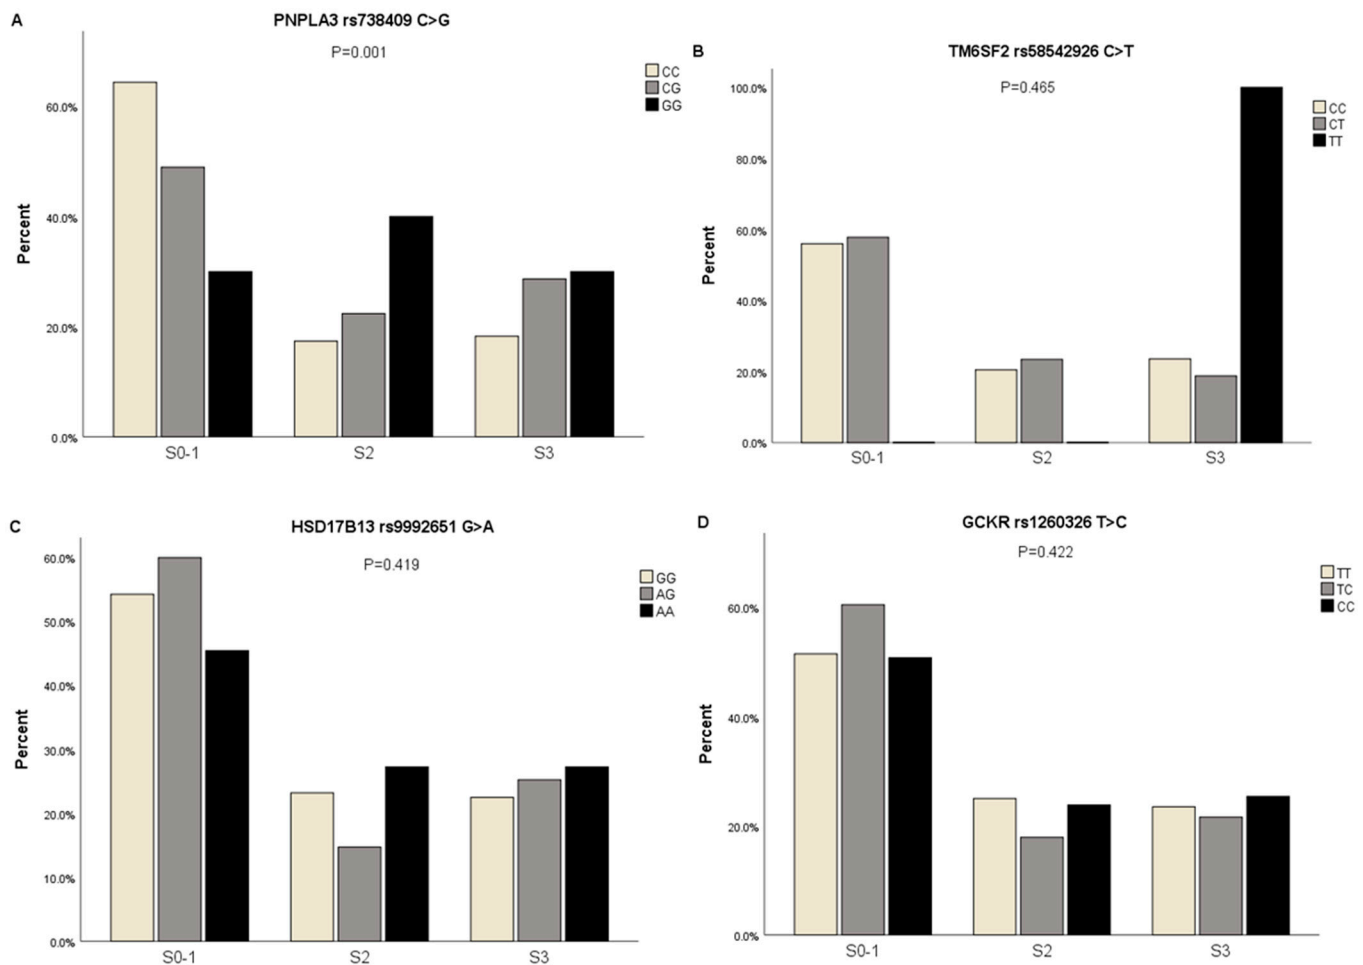 A
PNPLA3 rs738409 C>G
P=0.001
CC
CG
GG
Percent
60.0%
40.0%
20.0%
0.0%
S0-1
S2
S3
B
TM6SF2 rs58542926 C>T
P=0.465
CC
CT
TT
Percent
100.0%
80.0%
60.0%
40.0%
20.0%
0.0%
S0-1
S2
S3
C
HSD17B13 rs9992651 G>A
P=0.419
GG
AG
AA
Percent
60.0%
50.0%
40.0%
30.0%
20.0%
10.0%
0.0%
S0-1
S2
S3
D
GCKR rs1260326 T>C
P=0.422
TT
TC
CC
Percent
60.0%
40.0%
20.0%
0.0%
S0-1
S2
S3